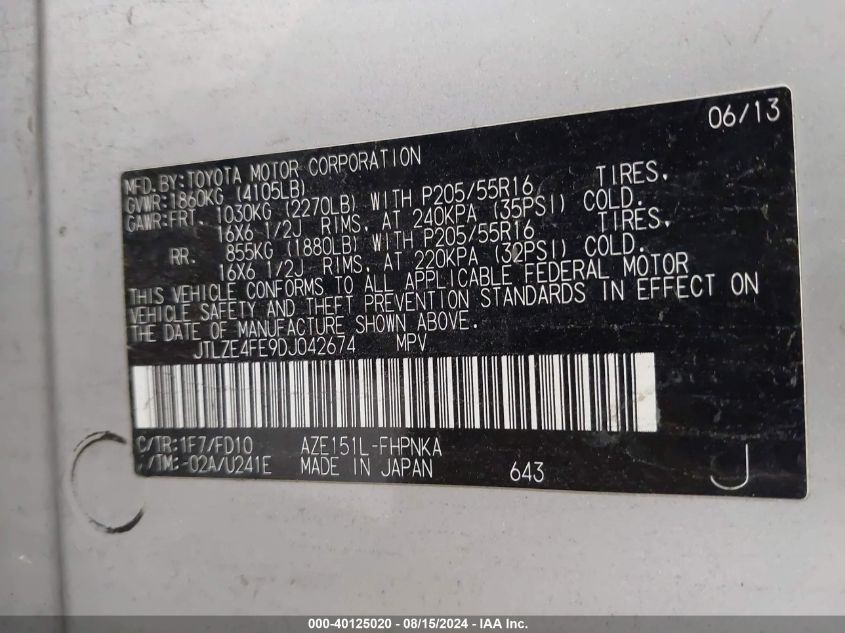 06/13
MFD. BY: TOYOTA MOTOR CORPORATION
GVWR: 1860KG (4105LB)
GAWR: FRT. 1030KG (2270LB) WITH P205/55R16 TIRES,
16X6 1/2J RIMS, AT 240KPA (35PSI) COLD.
RR. 855KG (1880LB) WITH P205/55R16 TIRES,
16X6 1/2J RIMS, AT 220KPA (32PSI) COLD.
THIS VEHICLE CONFORMS TO ALL APPLICABLE FEDERAL MOTOR
VEHICLE SAFETY AND THEFT PREVENTION STANDARDS IN EFFECT ON
THE DATE OF MANUFACTURE SHOWN ABOVE.
JTLZE4FE9DJ042674 MPV
C/TR: 1F7/FD10 AZE151L-FHPNKA
/TM: -02A/U241E MADE IN JAPAN 643 J
000-40125020 - 08/15/2024 - IAA Inc.